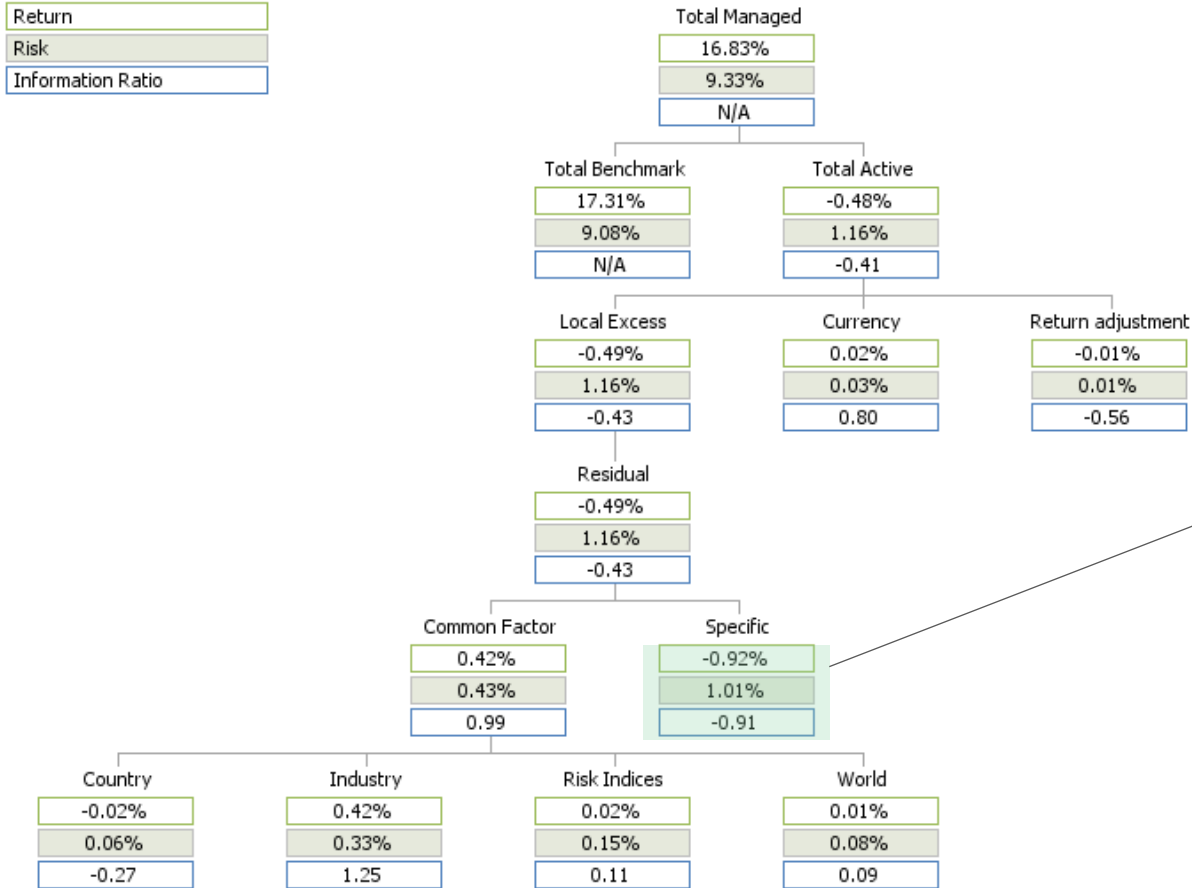 Return
Risk
Information Ratio
Total Managed
16.83%
9.33%
N/A
Total Benchmark
17.31%
9.08%
N/A
Total Active
-0.48%
1.16%
-0.41
Local Excess
-0.49%
1.16%
-0.43
Currency
0.02%
0.03%
0.80
Return adjustment
-0.01%
0.01%
-0.56
Residual
-0.49%
1.16%
-0.43
Common Factor
0.42%
0.43%
0.99
Specific
-0.92%
1.01%
-0.91
Country
-0.02%
0.06%
-0.27
Industry
0.42%
0.33%
1.25
Risk Indices
0.02%
0.15%
0.11
World
0.01%
0.08%
0.09